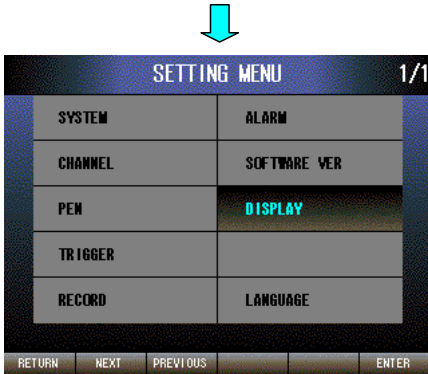 SETTING MENU 1/1
SYSTEM ALARM
CHANNEL SOFTWARE VER
PEN DISPLAY
TRIGGER
RECORD LANGUAGE
RETURN NEXT PREVIOUS ENTER